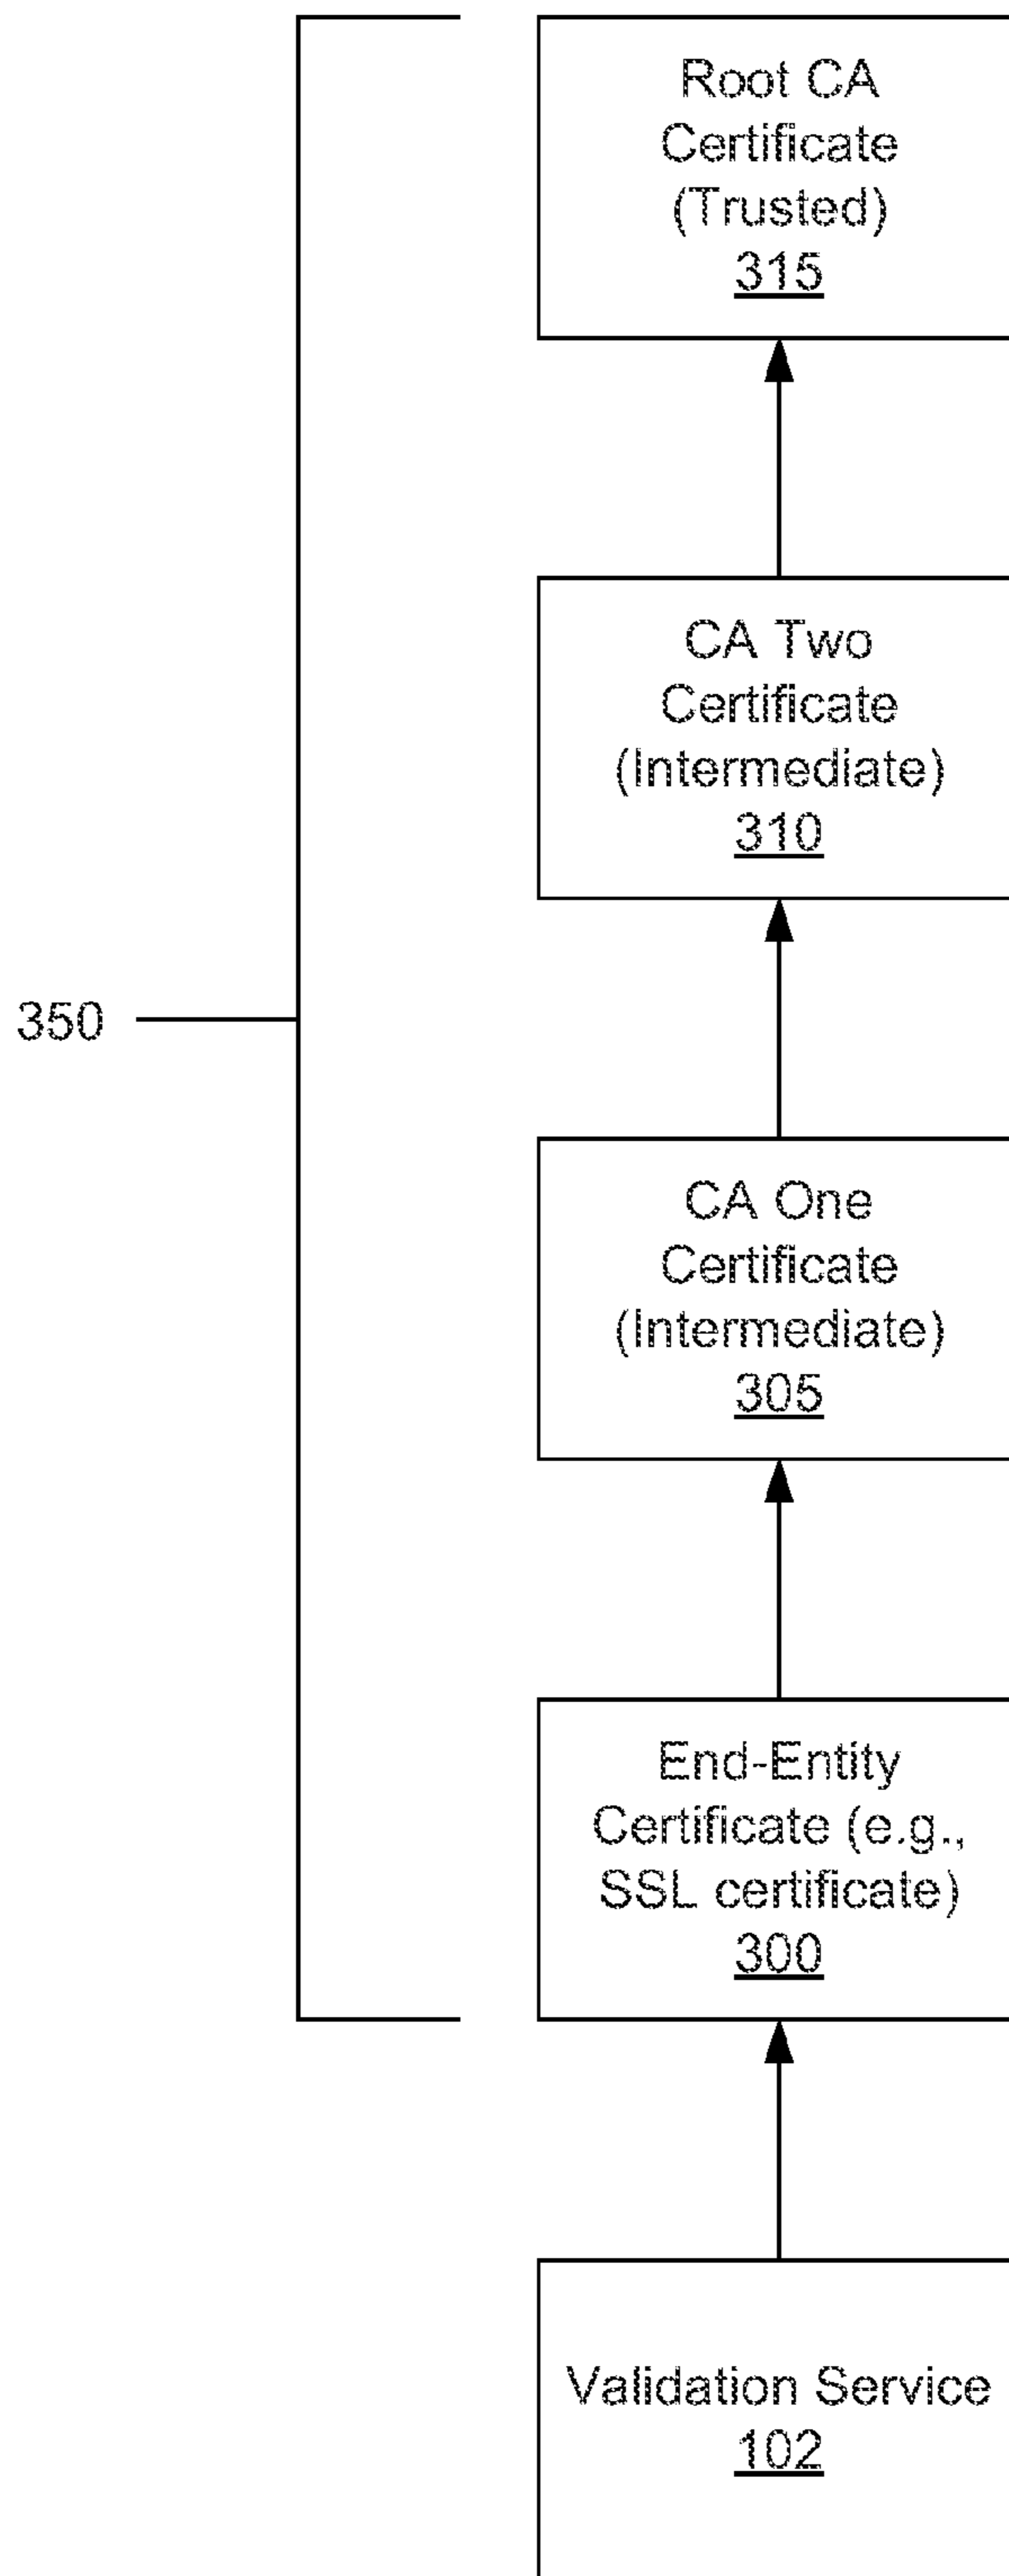 Root CA
Certificate
(Trusted)
315
CA Two
Certificate
(Intermediate)
310
350
CA One
Certificate
(Intermediate)
305
End-Entity
Certificate (e.g.,
SSL certificate)
300
Validation Service
102